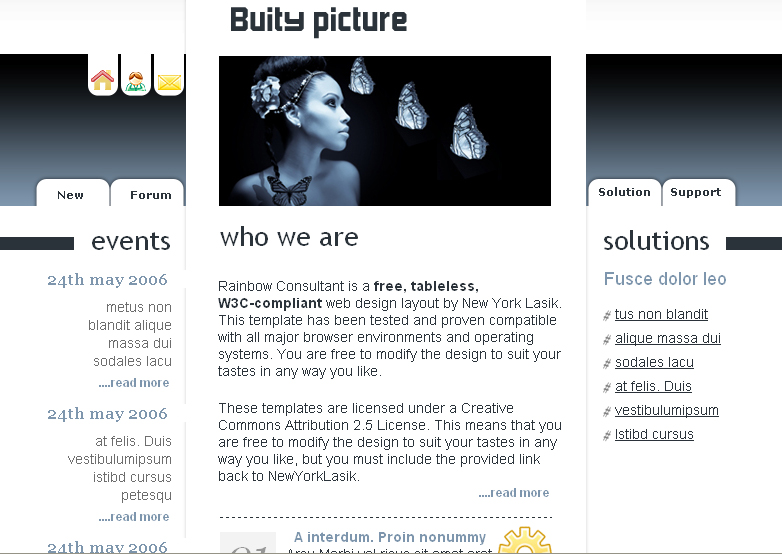 Buity picture
New
Forum
Solution
Support
events
24th may 2006
metus non
blandit alique
massa dui
sodales lacu
....read more
24th may 2006
at felis. Duis
vestibulumipsum
istibd cursus
petesqu
....read more
24th may 2006
who we are
Rainbow Consultant is a free, tableless,
W3C-compliant web design layout by New York Lasik.
This template has been tested and proven compatible
with all major browser environments and operating
systems. You are free to modify the design to suit your
tastes in any way you like.
These templates are licensed under a Creative
Commons Attribution 2.5 License. This means that you
are free to modify the design to suit your tastes in any
way you like, but you must include the provided link
back to NewYorkLasik.
....read more
A interdum. Proin nonummy
solutions
Fusce dolor leo
tus non blandit
alique massa dui
sodales lacu
at felis. Duis
vestibulumipsum
Istibd cursus